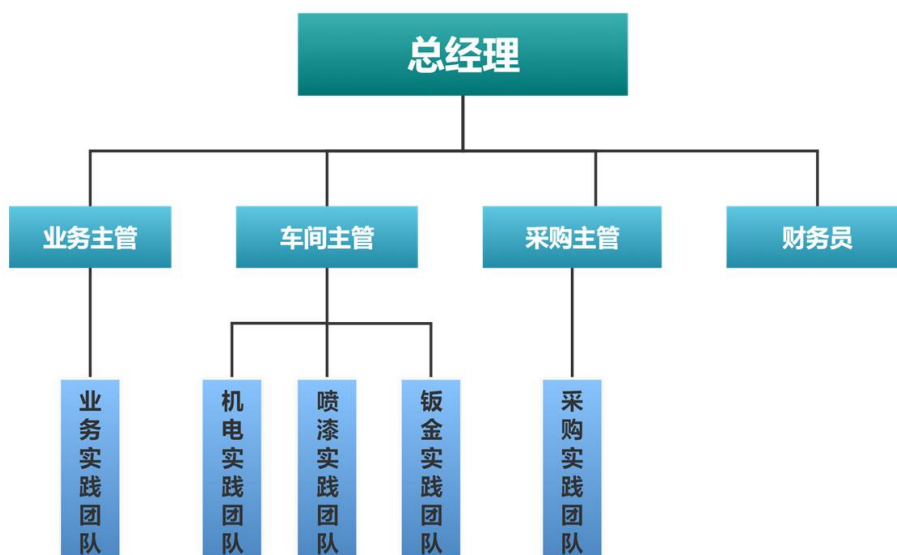 总经理
业务主管
车间主管
采购主管
财务员
业务实践团队
机电实践团队
喷漆实践团队
钣金实践团队
采购实践团队